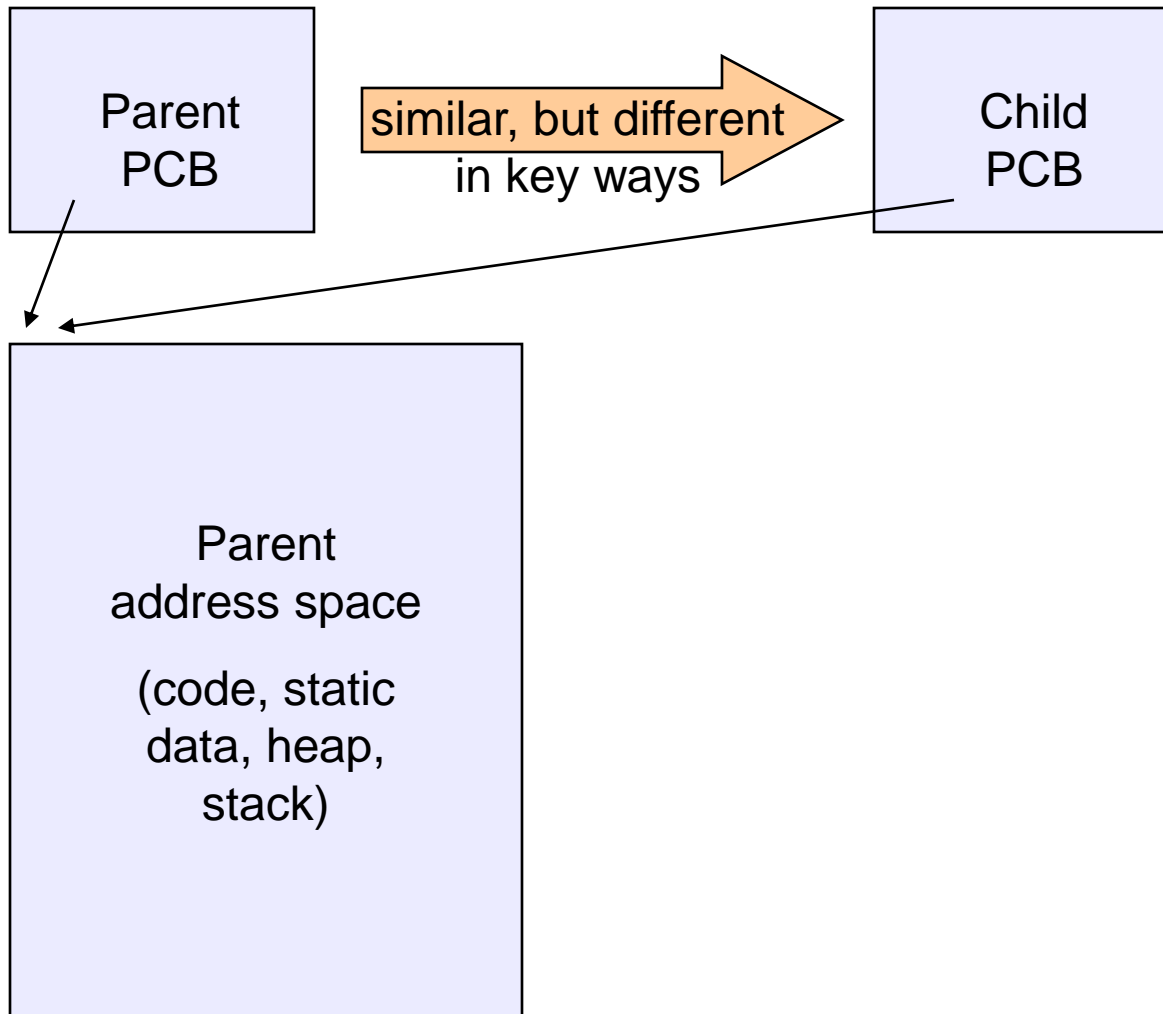 Parent
PCB
similar, but different
in key ways
Child
PCB
Parent
address space
(code, static
data, heap,
stack)